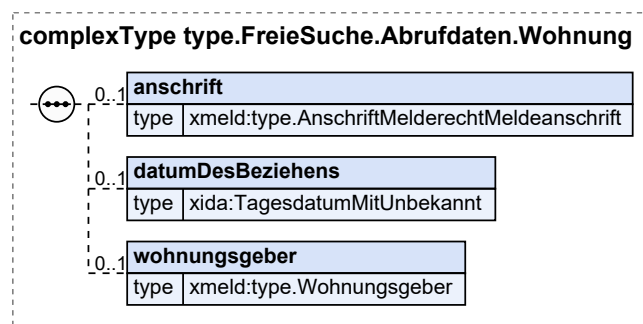 complexType type.FreieSuche.Abrufdaten.Wohnung
0..1 anschrift
type xmeld:type.AnschriftMelderechtMeldeanschrift
0..1 datumDesBeziehens
type xida:TagesdatumMitUnbekannt
0..1 wohnungsgeber
type xmeld:type.Wohnungsgeber